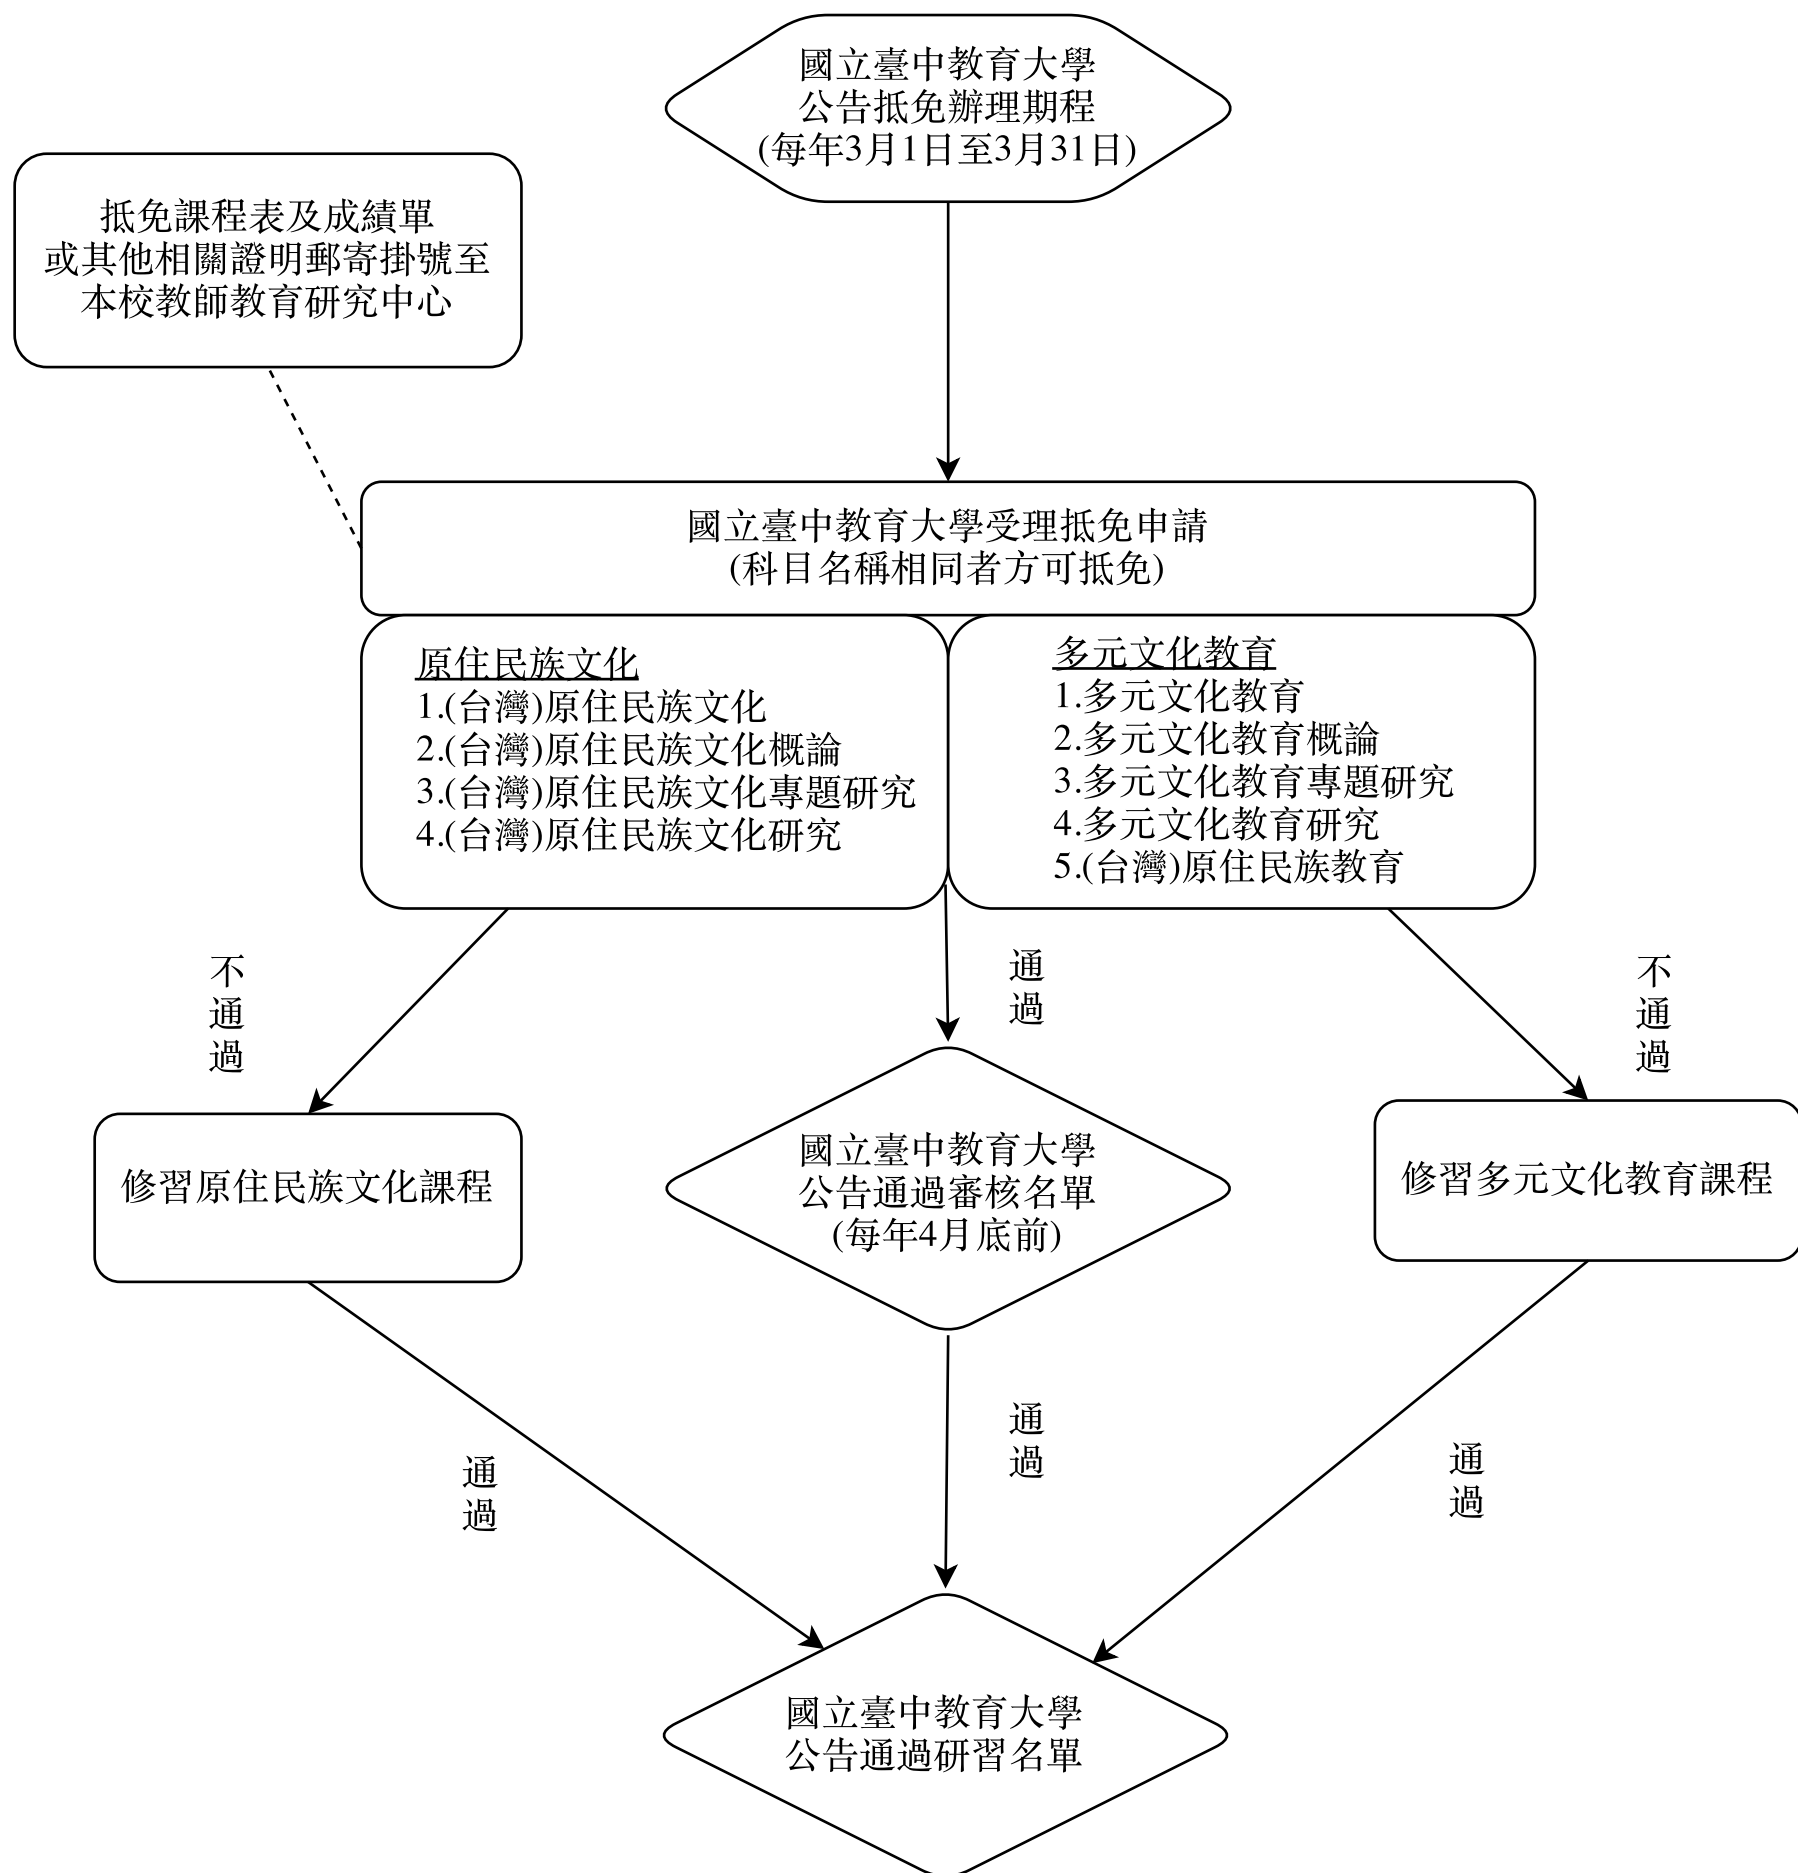 國立臺中教育大學
公告抵免辦理期程
(每年3月1日至3月31日)
抵免課程表及成績單
或其他相關證明郵寄掛號至
本校教師教育研究中心
國立臺中教育大學受理抵免申請
(科目名稱相同者方可抵免)
原住民族文化
1.(台灣)原住民族文化
2.(台灣)原住民族文化概論
3.(台灣)原住民族文化專題研究
4.(台灣)原住民族文化研究
多元文化教育
1.多元文化教育
2.多元文化教育概論
3.多元文化教育專題研究
4.多元文化教育研究
5.(台灣)原住民族教育
不
通
過
通
過
不
通
過
修習原住民族文化課程
國立臺中教育大學
公告通過審核名單
(每年4月底前)
修習多元文化教育課程
通
過
通
過
通
過
國立臺中教育大學
公告通過研習名單